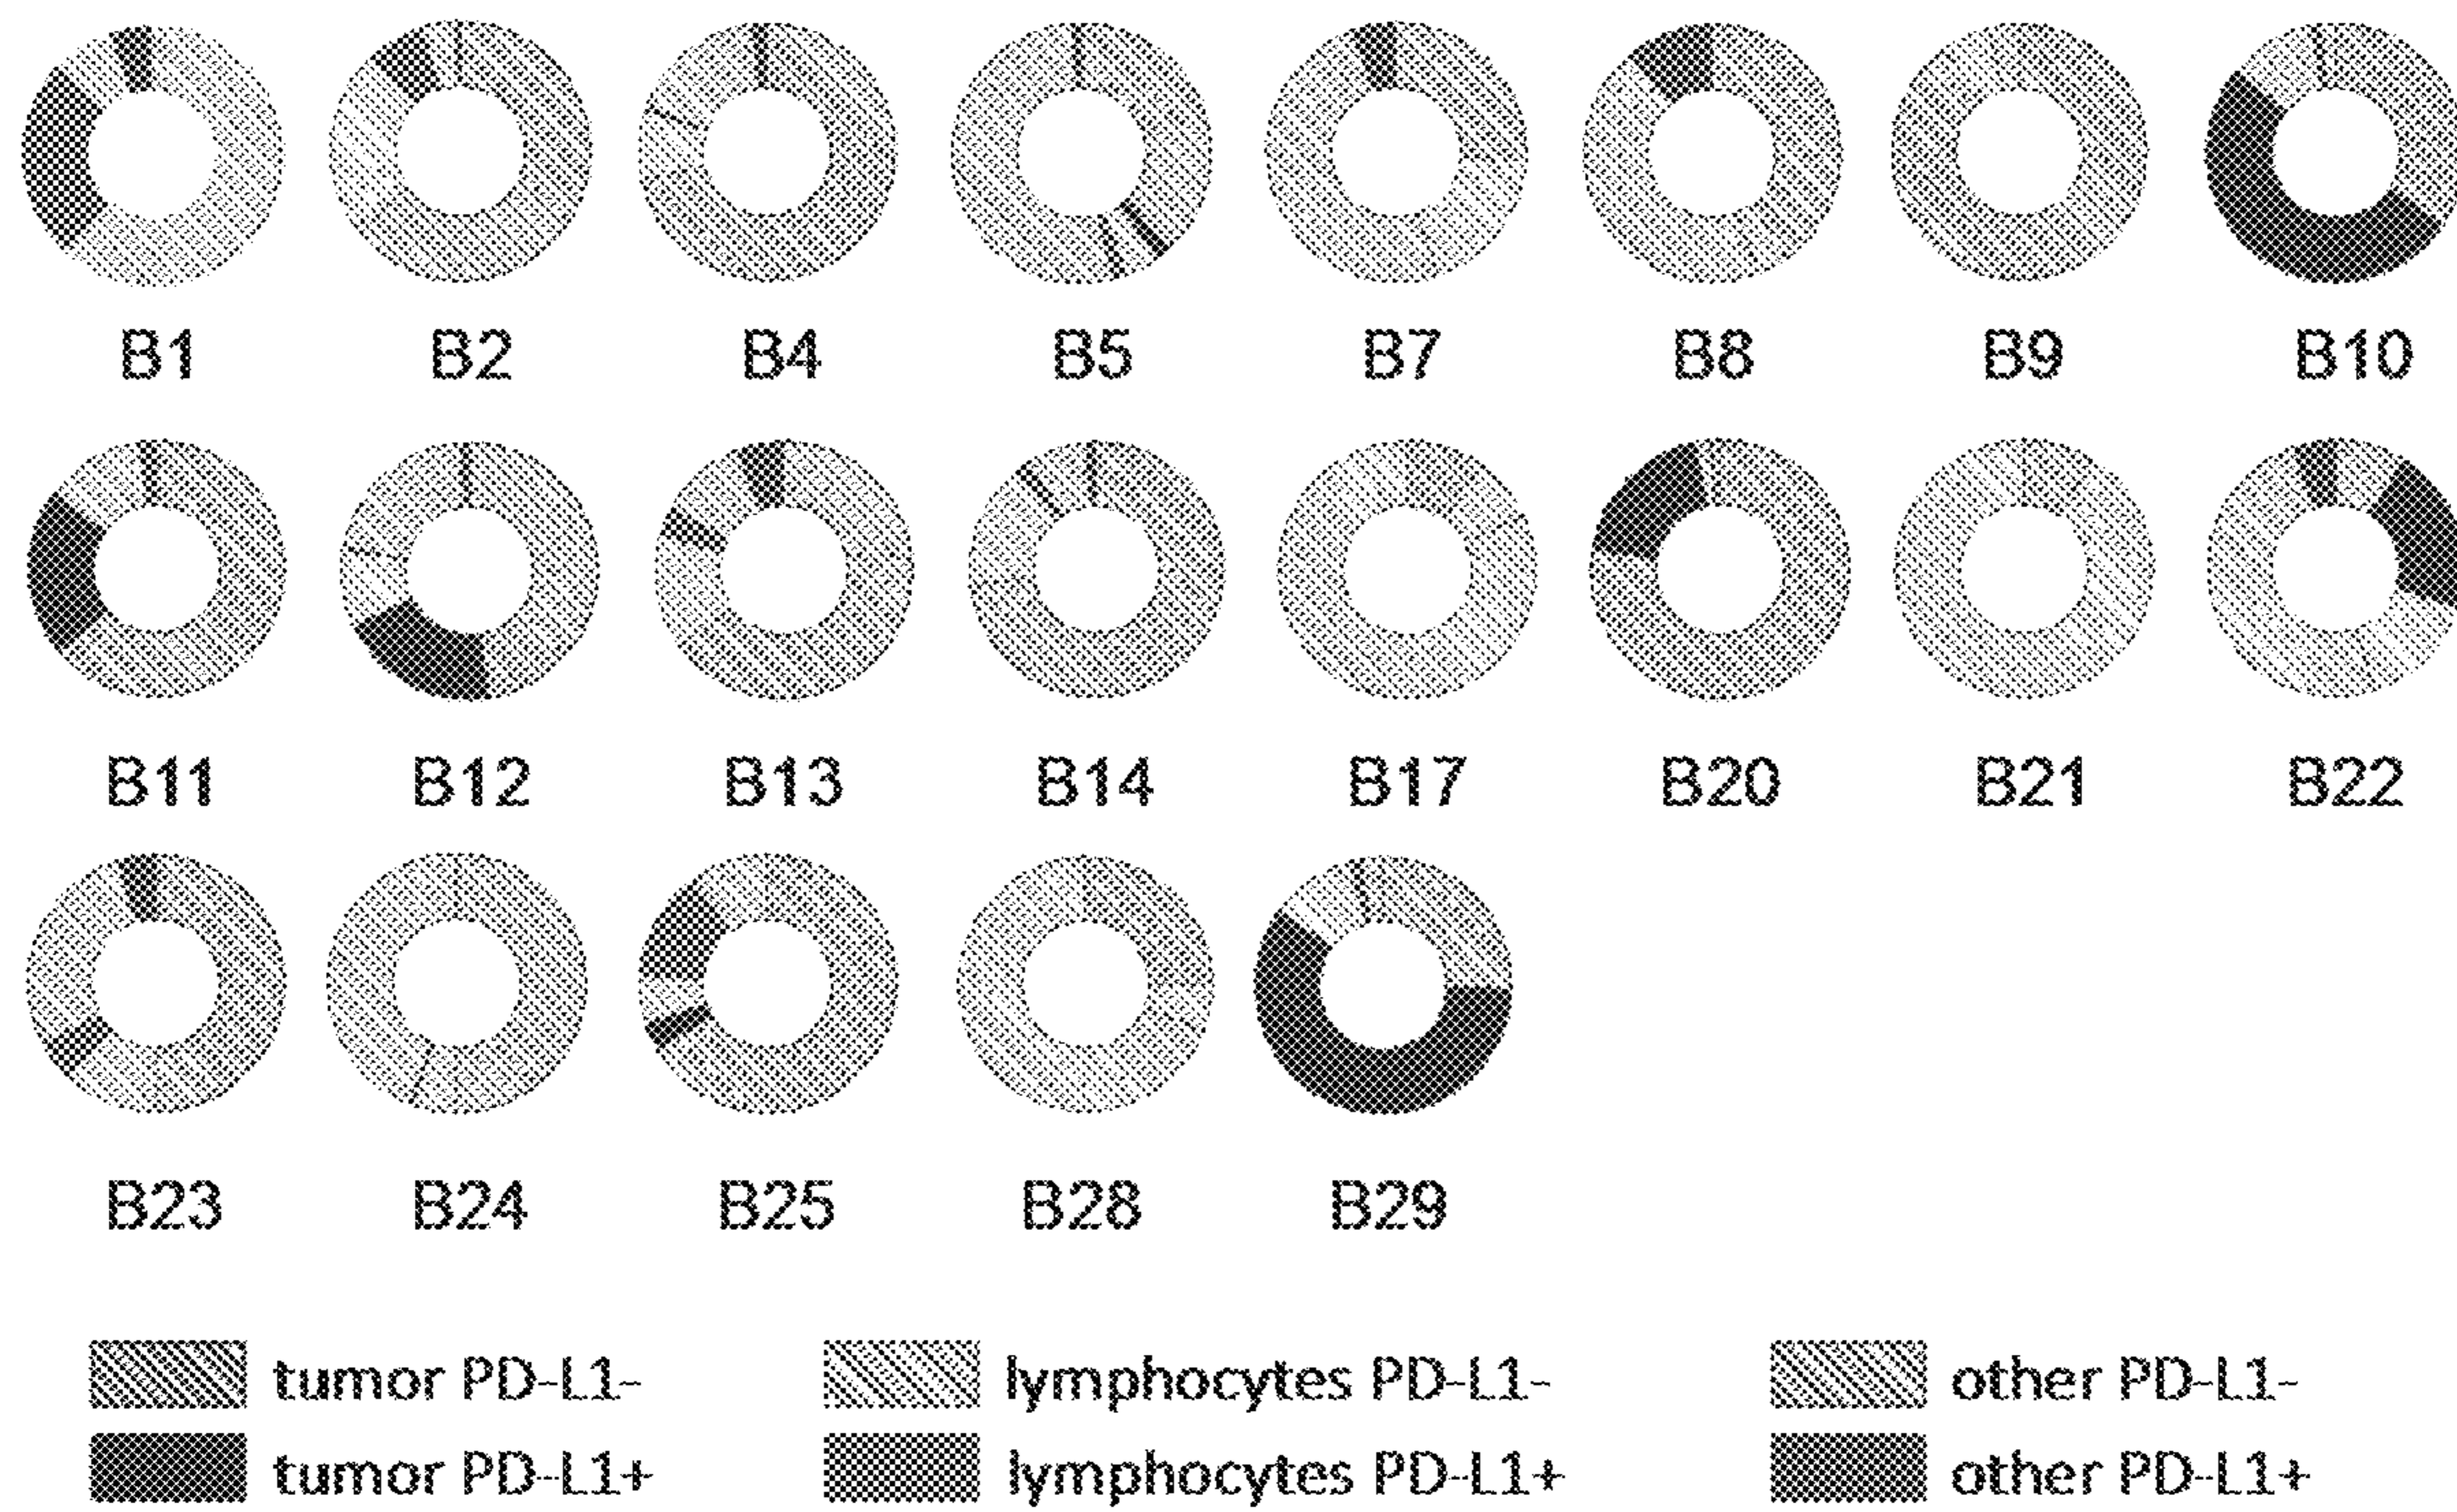 B1 B2 B4 B5 B7 B8 B9 B10
B11 B12 B13 B14 B17 B20 B21 B22
B23 B24 B25 B28 B29
tumor PD-L1- lymphocytes PD-L1- other PD-L1-
tumor PD-L1+ lymphocytes PD-L1+ other PD-L1+